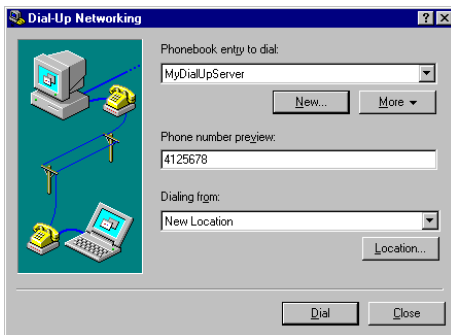 Dial-Up Networking
Phonebook entry to dial:
MyDialUpServer
New...
More
Phone number preview:
4125678
Dialing from:
New Location
Location...
Dial
Close